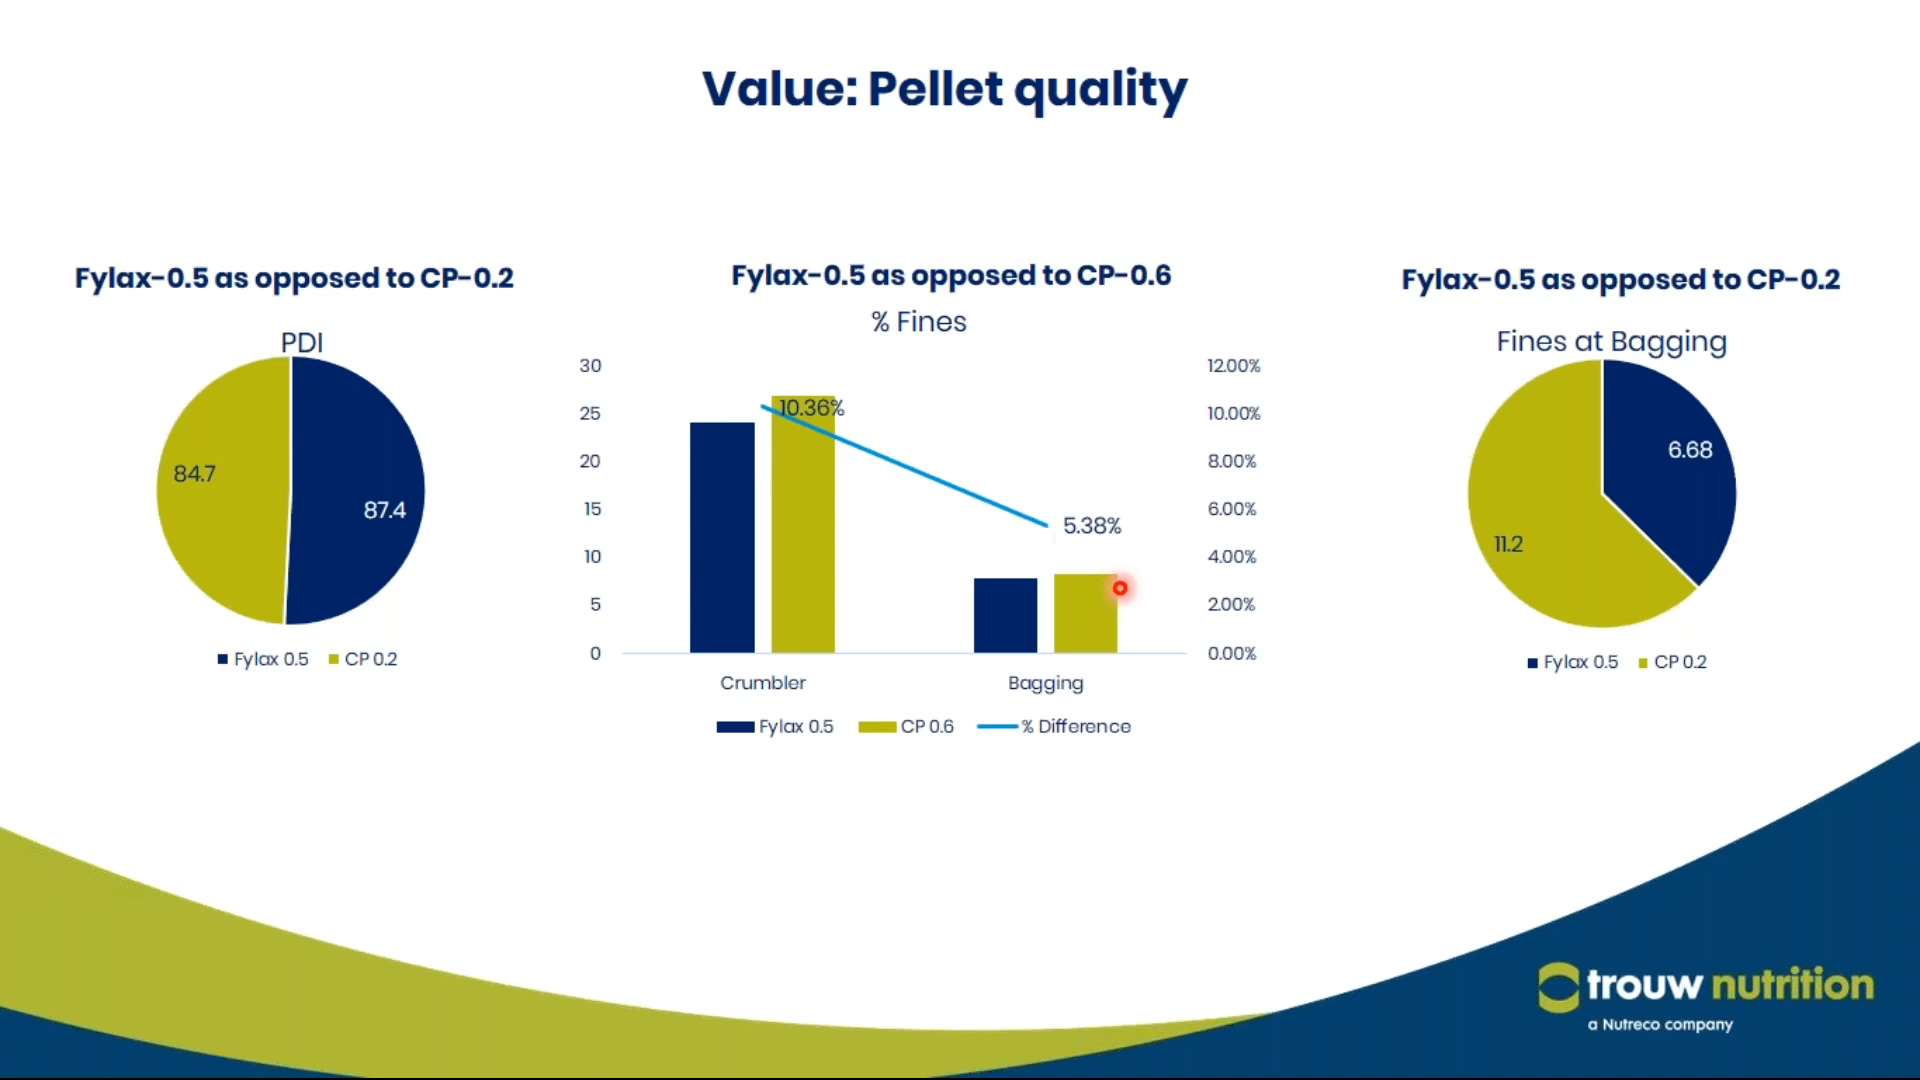 Value: Pellet quality
Fylax-0.5 as opposed to CP-0.2
PDI
84.7
87.4
Fylax 0.5 CP 0.2
Fylax-0.5 as opposed to CP-0.6
% Fines
30
25
20
15
10
5
0
12.00%
10.00%
8.00%
6.00%
4.00%
2.00%
0.00%
10.36%
5.38%
Crumbler Bagging
Fylax 0.5 CP 0.6 % Difference
Fylax-0.5 as opposed to CP-0.2
Fines at Bagging
6.68
11.2
Fylax 0.5 CP 0.2
trouw nutrition
a Nutreco company